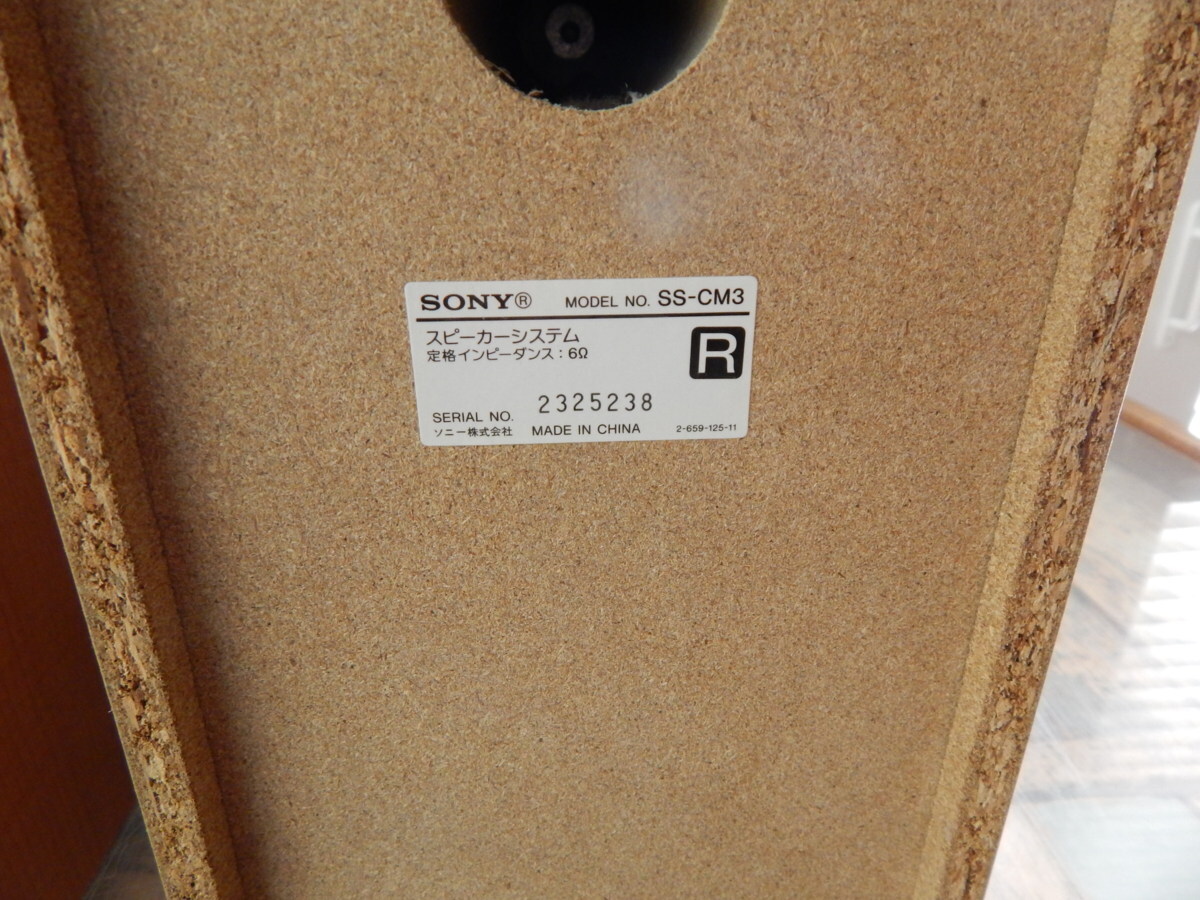 SONY® MODEL NO. SS-CM3
スピーカーシステム
定格インピーダンス：6Ω
R
SERIAL NO. 2325238
ソニー株式会社 MADE IN CHINA 2-659-125-11